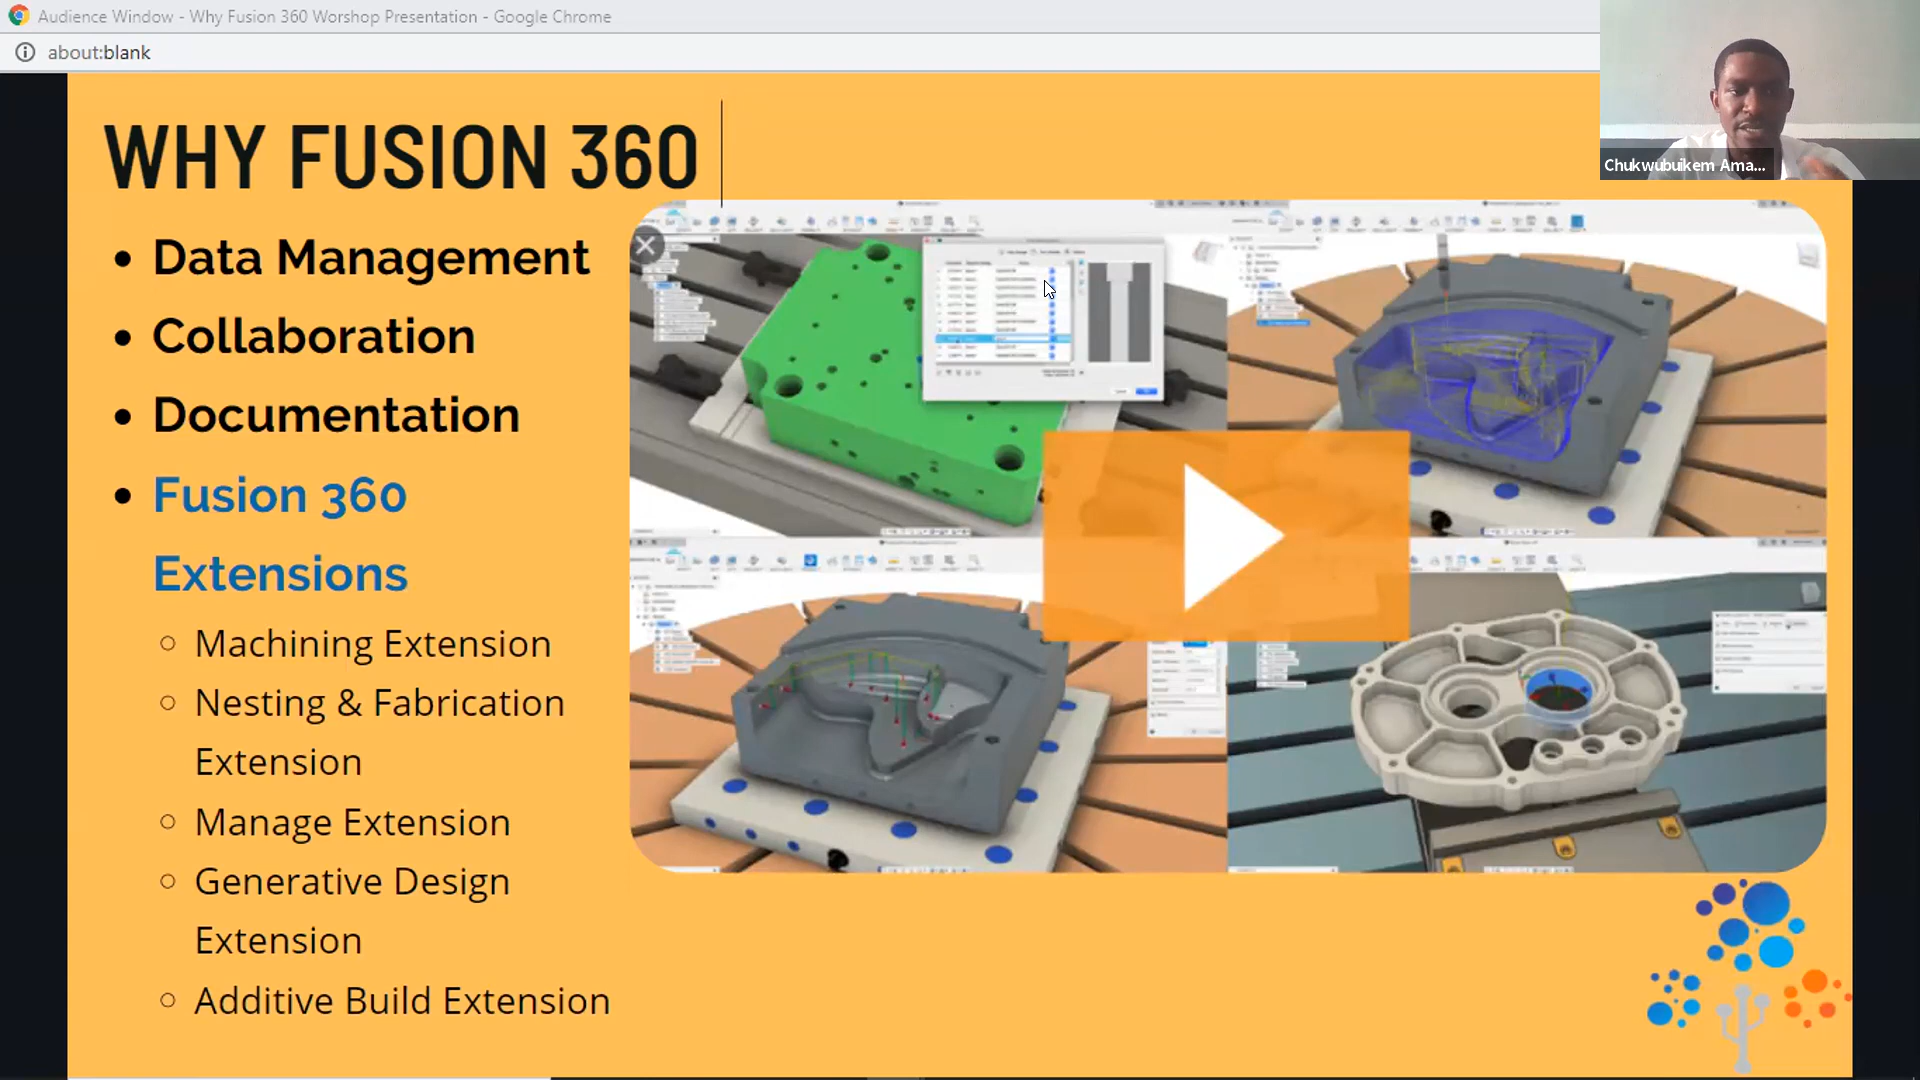 Audience Window - Why Fusion 360 Worshop Presentation - Google Chrome
about:blank
Chukwubuikem Ama...
WHY FUSION 360
Data Management
Collaboration
Documentation
Fusion 360
Extensions
Machining Extension
Nesting & Fabrication
Extension
Manage Extension
Generative Design
Extension
Additive Build Extension